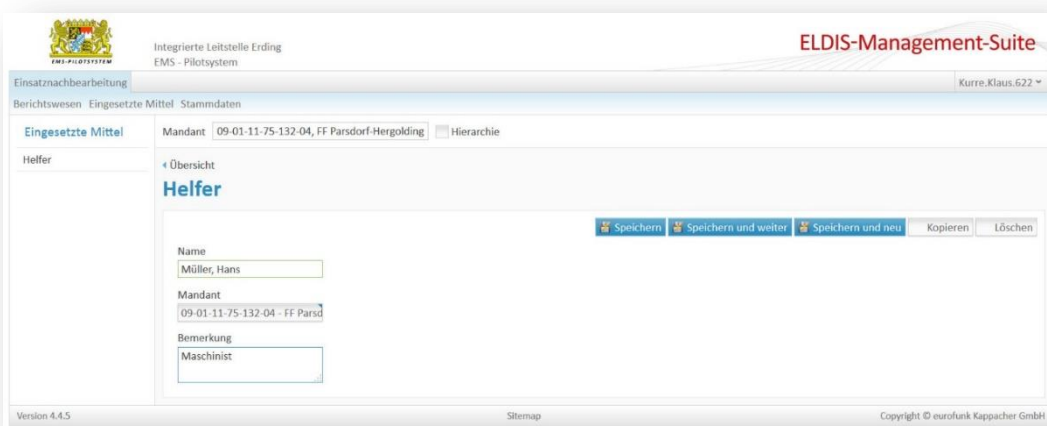 EMS-PILOTSYSTEM
Integrierte Leitstelle Erding
EMS - Pilotsystem
ELDIS-Management-Suite
Einsatznachbearbeitung
Kurre.Klaus.622
Berichtswesen Eingesetzte Mittel Stammdaten
Eingesetzte Mittel
Mandant 09-01-11-75-132-04, FF Parsdorf-Hergolding Hierarchie
Helfer
Übersicht
Helfer
Speichern Speichern und weiter Speichern und neu Kopieren Löschen
Name
Müller, Hans
Mandant
09-01-11-75-132-04 - FF Parsd
Bemerkung
Maschinist
Version 4.4.5 Sitemap Copyright © eurofunk Kappacher GmbH